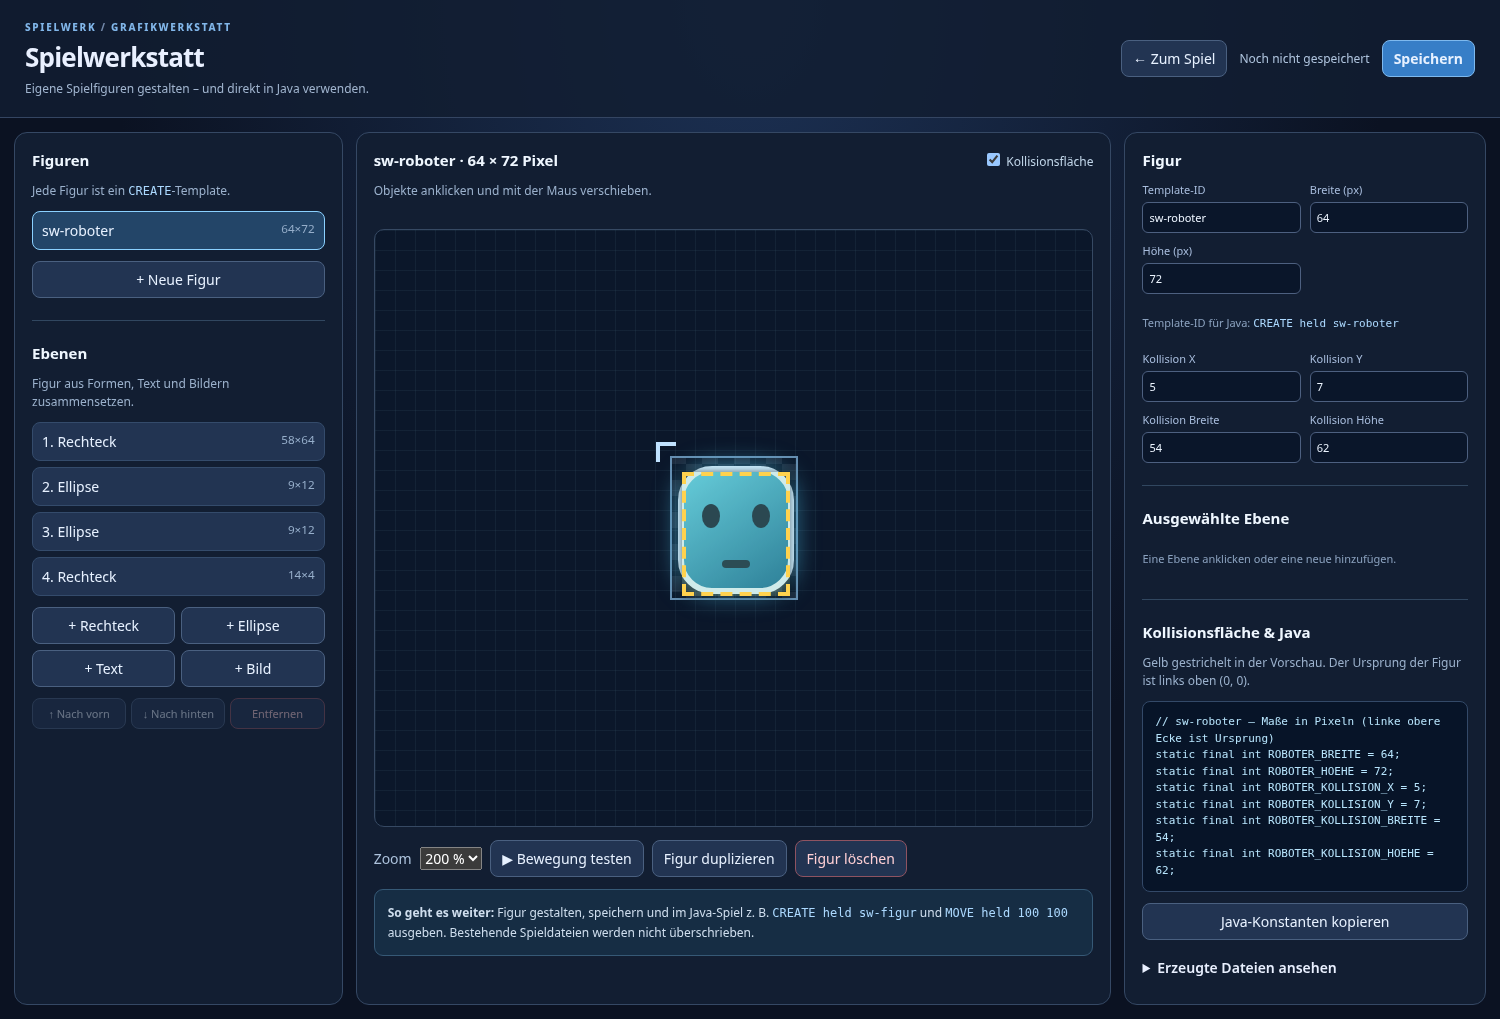 SPIELWERK / GRAFIKWERKSTATT
Spielwerkstatt
Eigene Spielfiguren gestalten – und direkt in Java verwenden.
← Zum Spiel
Noch nicht gespeichert
Speichern
Figuren
Jede Figur ist ein CREATE-Template.
sw-roboter 64×72
+ Neue Figur
Ebenen
Figur aus Formen, Text und Bildern
zusammensetzen.
1. Rechteck 58×64
2. Ellipse 9×12
3. Ellipse 9×12
4. Rechteck 14×4
+ Rechteck
+ Ellipse
+ Text
+ Bild
↑ Nach vorn
↓ Nach hinten
Entfernen
sw-roboter · 64 × 72 Pixel
Kollisionsfläche
Objekte anklicken und mit der Maus verschieben.
Zoom
200 %
▶ Bewegung testen
Figur duplizieren
Figur löschen
So geht es weiter: Figur gestalten, speichern und im Java-Spiel z. B. CREATE held sw-figur und MOVE held 100 100
ausgeben. Bestehende Spieldateien werden nicht überschrieben.
Figur
Template-ID
Breite (px)
sw-roboter
64
Höhe (px)
72
Template-ID für Java: CREATE held sw-roboter
Kollision X
Kollision Y
5
7
Kollision Breite
Kollision Höhe
54
62
Ausgewählte Ebene
Eine Ebene anklicken oder eine neue hinzufügen.
Kollisionsfläche & Java
Gelb gestrichelt in der Vorschau. Der Ursprung der Figur
ist links oben (0, 0).
// sw-roboter – Maße in Pixeln (linke obere
Ecke ist Ursprung)
static final int ROBOTER_BREITE = 64;
static final int ROBOTER_HOEHE = 72;
static final int ROBOTER_KOLLISION_X = 5;
static final int ROBOTER_KOLLISION_Y = 7;
static final int ROBOTER_KOLLISION_BREITE =
54;
static final int ROBOTER_KOLLISION_HOEHE =
62;
Java-Konstanten kopieren
▶ Erzeugte Dateien ansehen